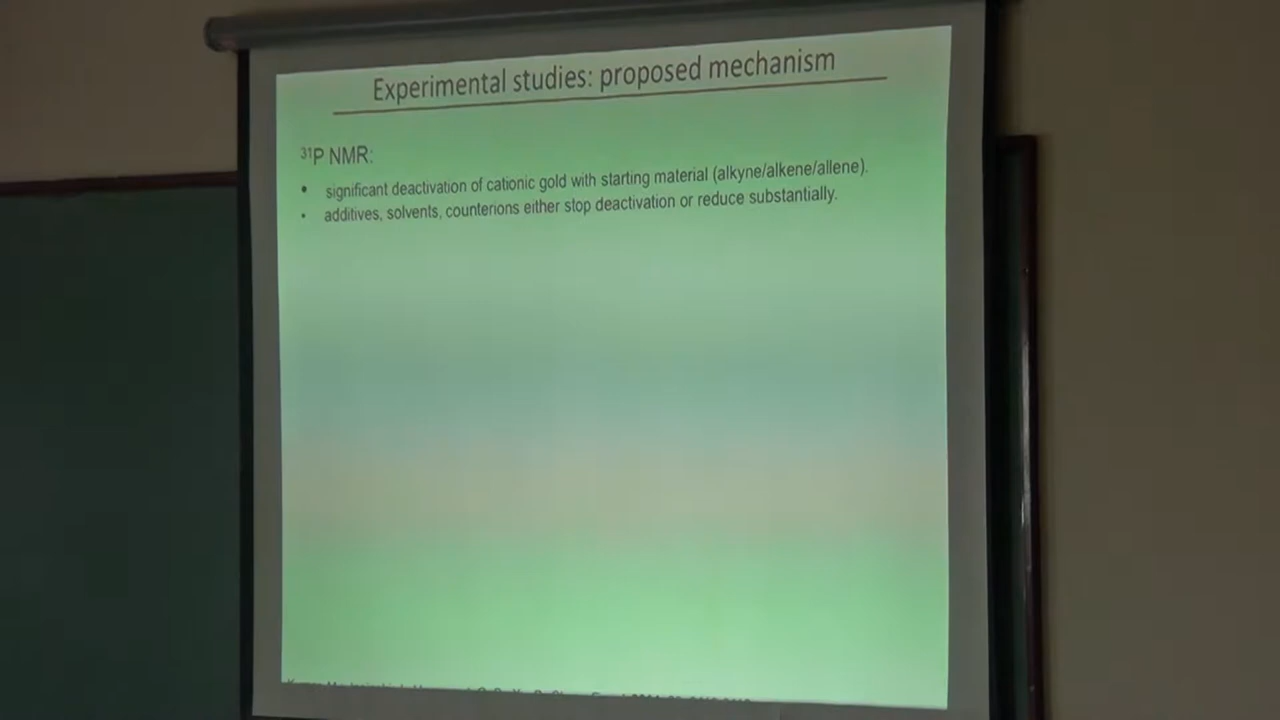 Experimental studies: proposed mechanism
³¹P NMR:
• significant deactivation of cationic gold with starting material (alkyne/alkene/allene).
• additives, solvents, counterions either stop deactivation or reduce substantially.